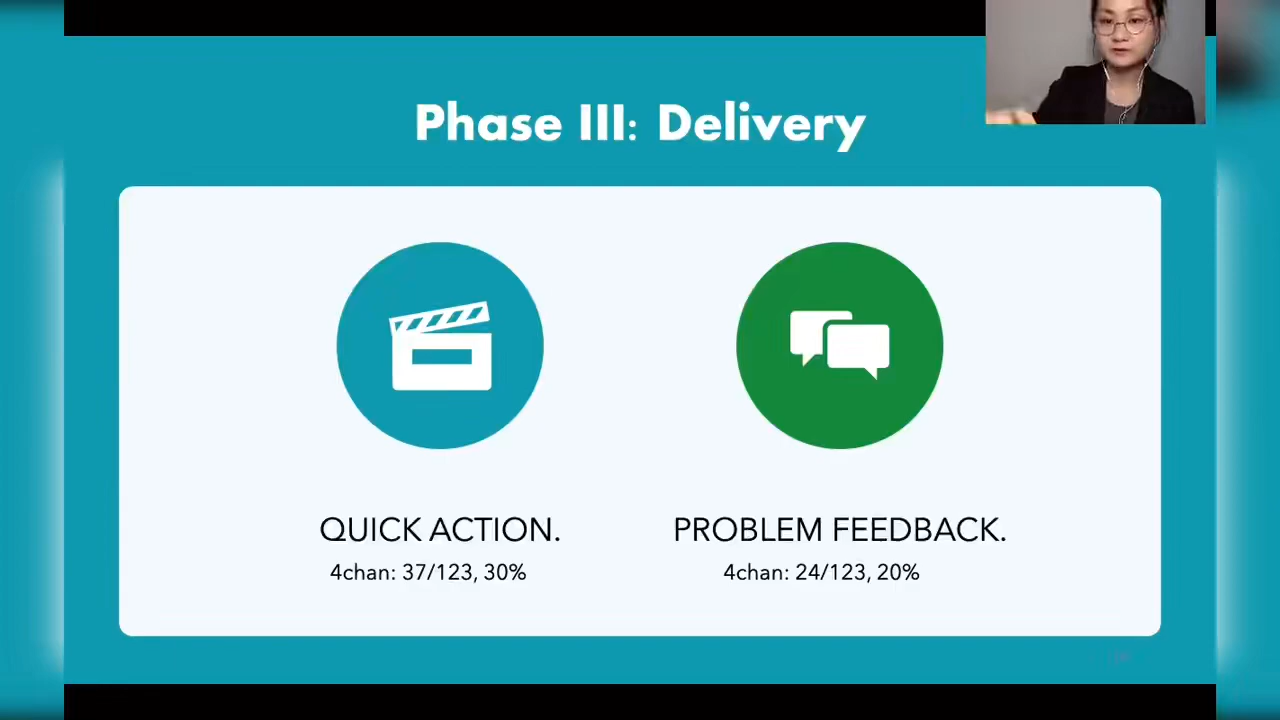 Phase III: Delivery
QUICK ACTION.
4chan: 37/123, 30%
PROBLEM FEEDBACK.
4chan: 24/123, 20%